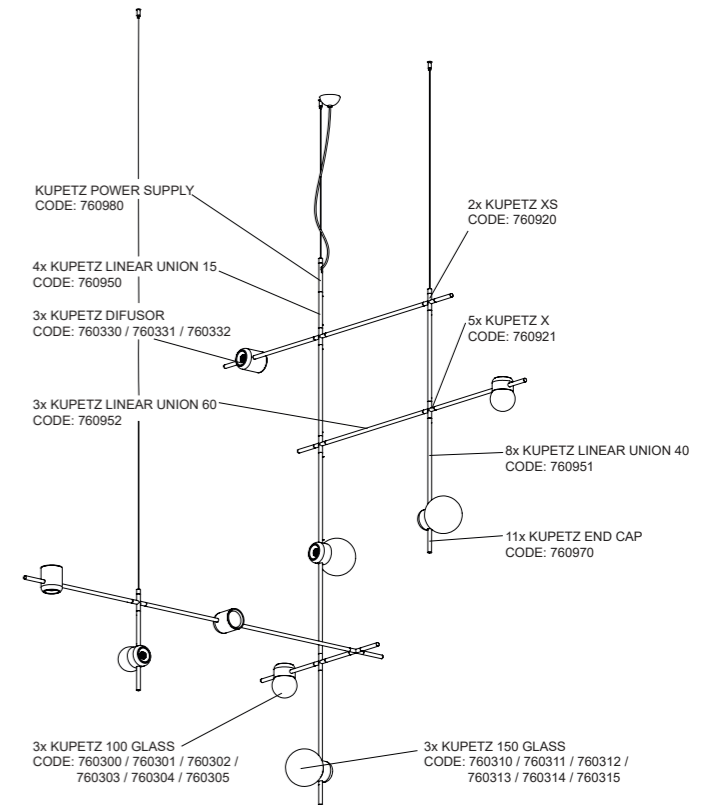 KUPETZ POWER SUPPLY
CODE: 760980
4x KUPETZ LINEAR UNION 15
CODE: 760950
3x KUPETZ DIFUSOR
CODE: 760330 / 760331 / 760332
3x KUPETZ LINEAR UNION 60
CODE: 760952
2x KUPETZ XS
CODE: 760920
5x KUPETZ X
CODE: 760921
8x KUPETZ LINEAR UNION 40
CODE: 760951
11x KUPETZ END CAP
CODE: 760970
3x KUPETZ 100 GLASS
CODE: 760300 / 760301 / 760302 /
760303 / 760304 / 760305
3x KUPETZ 150 GLASS
CODE: 760310 / 760311 / 760312 /
760313 / 760314 / 760315